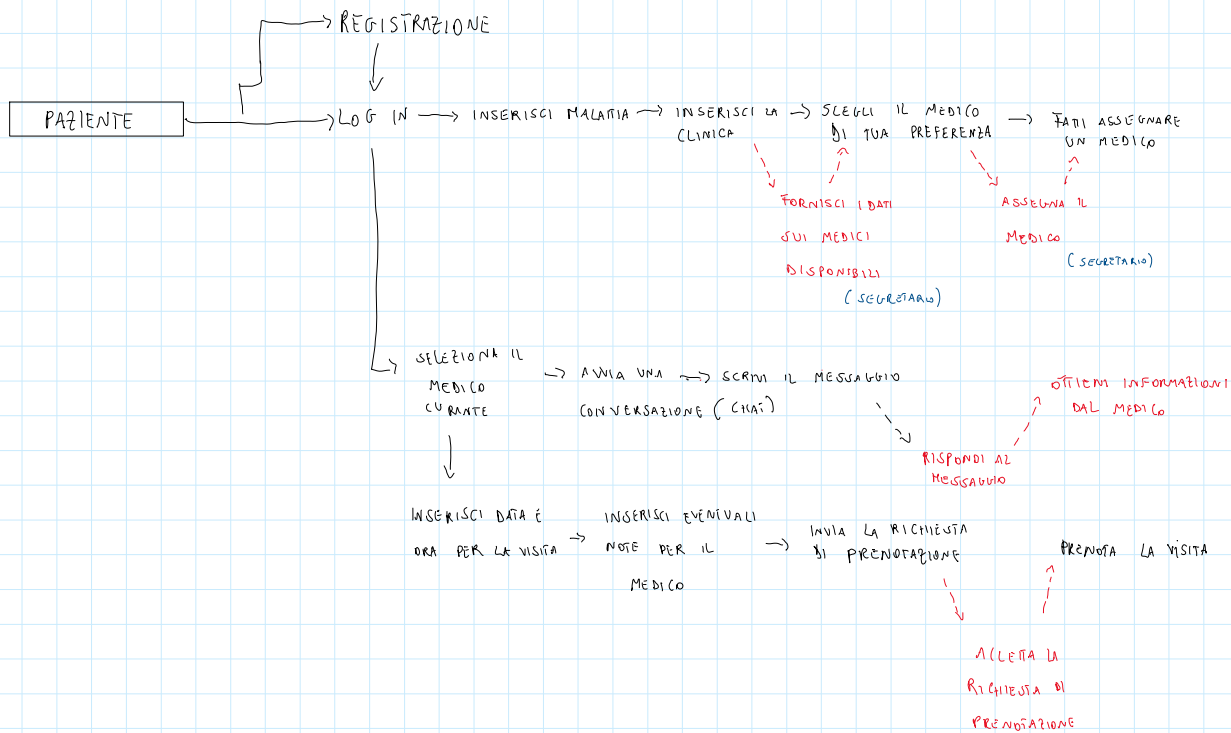 REGISTRAZIONE
PAZIENTE
LOG IN
INSERISCI MALATTIA
INSERISCI LA
CLINICA
SCEGLI IL MEDICO
DI TUA PREFERENZA
FATTI ASSEGNARE
UN MEDICO
FORNISCI I DATI
SUI MEDICI
DISPONIBILI
(SEGRETARIO)
ASSEGNA IL
MEDICO
(SEGRETARIO)
SELEZIONA IL
MEDICO
CURANTE
AVVIA UNA
CONVERSAZIONE (CHAT)
SCRIVI IL MESSAGGIO
RISPONDI AL
MESSAGGIO
OTTIENI INFORMAZIONI
DAL MEDICO
INSERISCI DATA E
ORA PER LA VISITA
INSERISCI EVENTUALI
NOTE PER IL
MEDICO
INVIA LA RICHIESTA
DI PRENOTAZIONE
PRENOTA LA VISITA
ACCETTA LA
RICHIESTA DI
PRENOTAZIONE